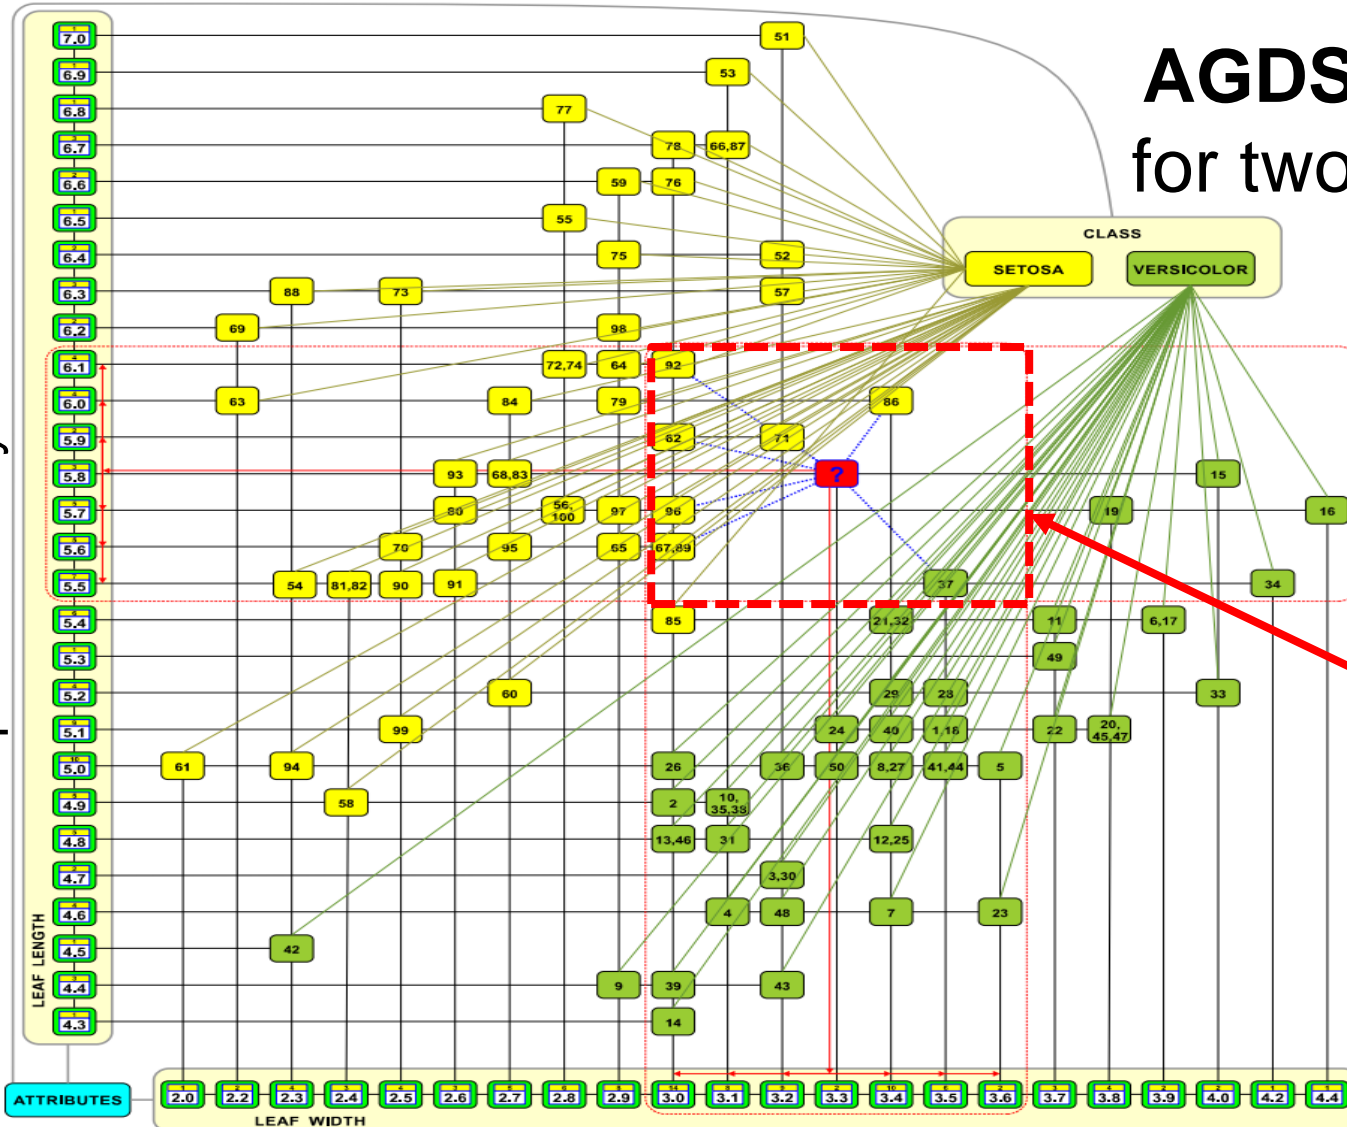 AGDS
for two
CLASS
SETOSA
VERSICOLOR
7.0 51
6.9 53
6.8 77
6.7 78 66,87
6.6 59 76
6.5 55
6.4 75 52
6.3 88 73 57
6.2 69 98
6.1 72,74 64 92
6.0 63 84 79 86
5.9 62 71
5.8 93 68,83 ? 15
5.7 80 56, 100 97 96 19 16
5.6 70 95 65 67,89
5.5 54 81,82 90 91 37 34
5.4 85 21,32 11 6,17
5.3 49
5.2 60 29 28 33
5.1 99 24 40 1,18 22 20, 45,47
5.0 61 94 26 36 50 8,27 41,44 5
4.9 58 2 10, 35,38
4.8 13,46 31 12,25
4.7 3,30
4.6 4 48 7 23
4.5 42
4.4 9 39 43
4.3 14
LEAF LENGTH
ATTRIBUTES
2.0 2.2 2.3 2.4 2.5 2.6 2.7 2.8 2.9 3.0 3.1 3.2 3.3 3.4 3.5 3.6 3.7 3.8 3.9 4.0 4.2 4.4
LEAF WIDTH